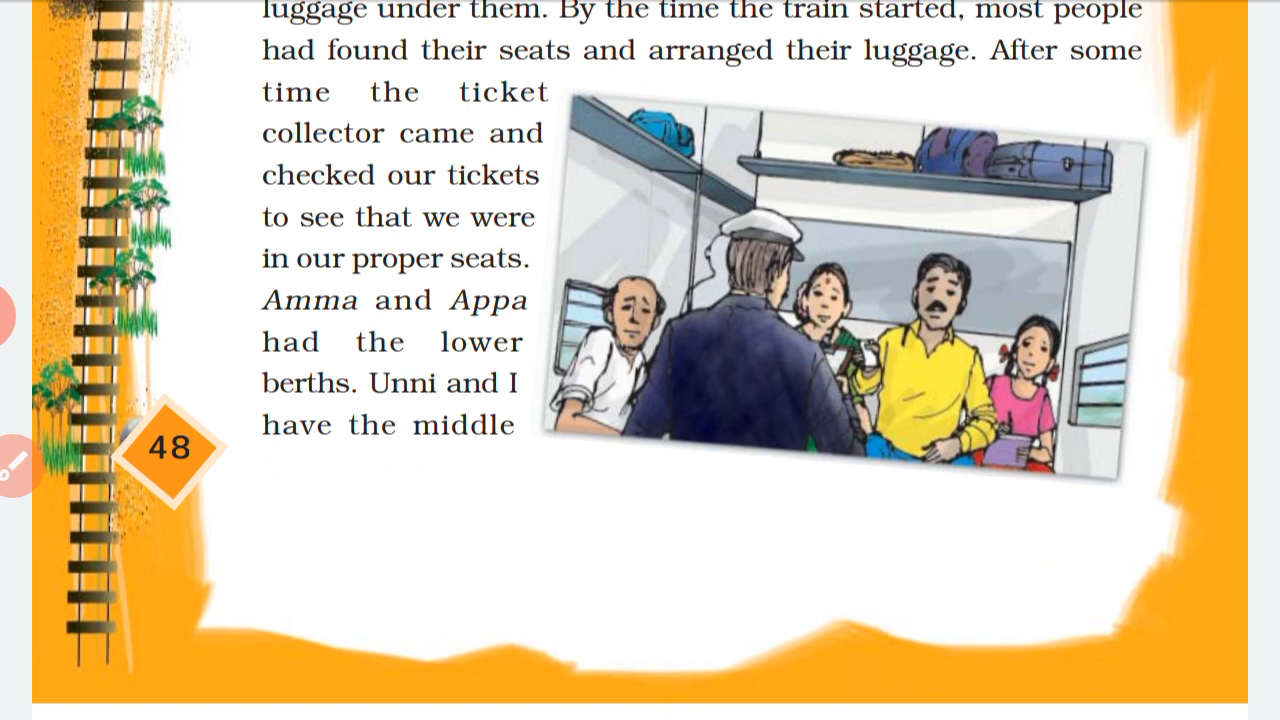 luggage under them. By the time the train started, most people
had found their seats and arranged their luggage. After some
time the ticket
collector came and
checked our tickets
to see that we were
in our proper seats.
Amma and Appa
had the lower
berths. Unni and I
have the middle
48